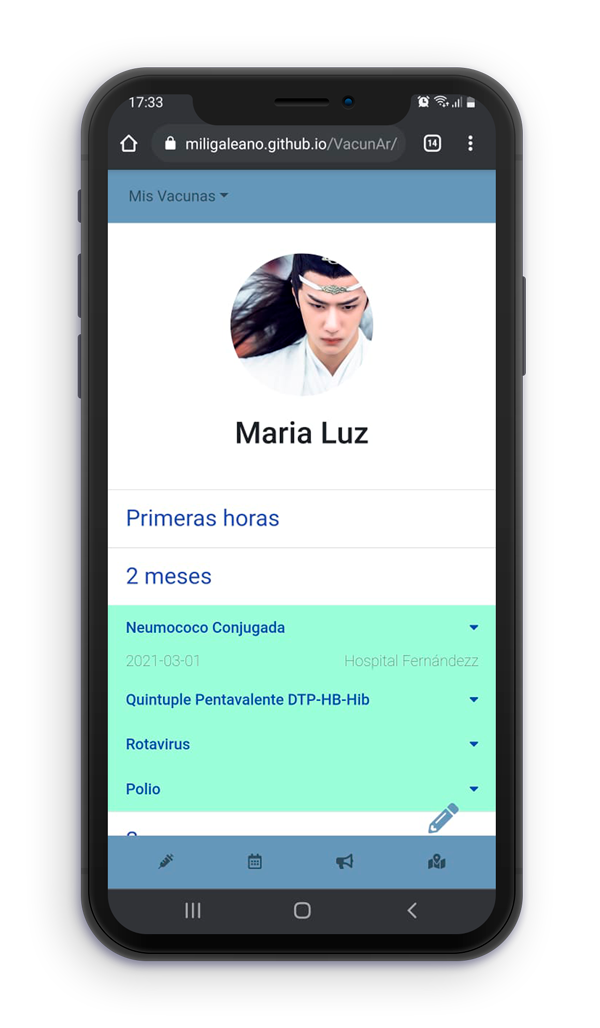 17:33
miligaleano.github.io/VacunAr/
14
Mis Vacunas
Maria Luz
Primeras horas
2 meses
Neumococo Conjugada
2021-03-01 Hospital Fernándezz
Quintuple Pentavalente DTP-HB-Hib
Rotavirus
Polio